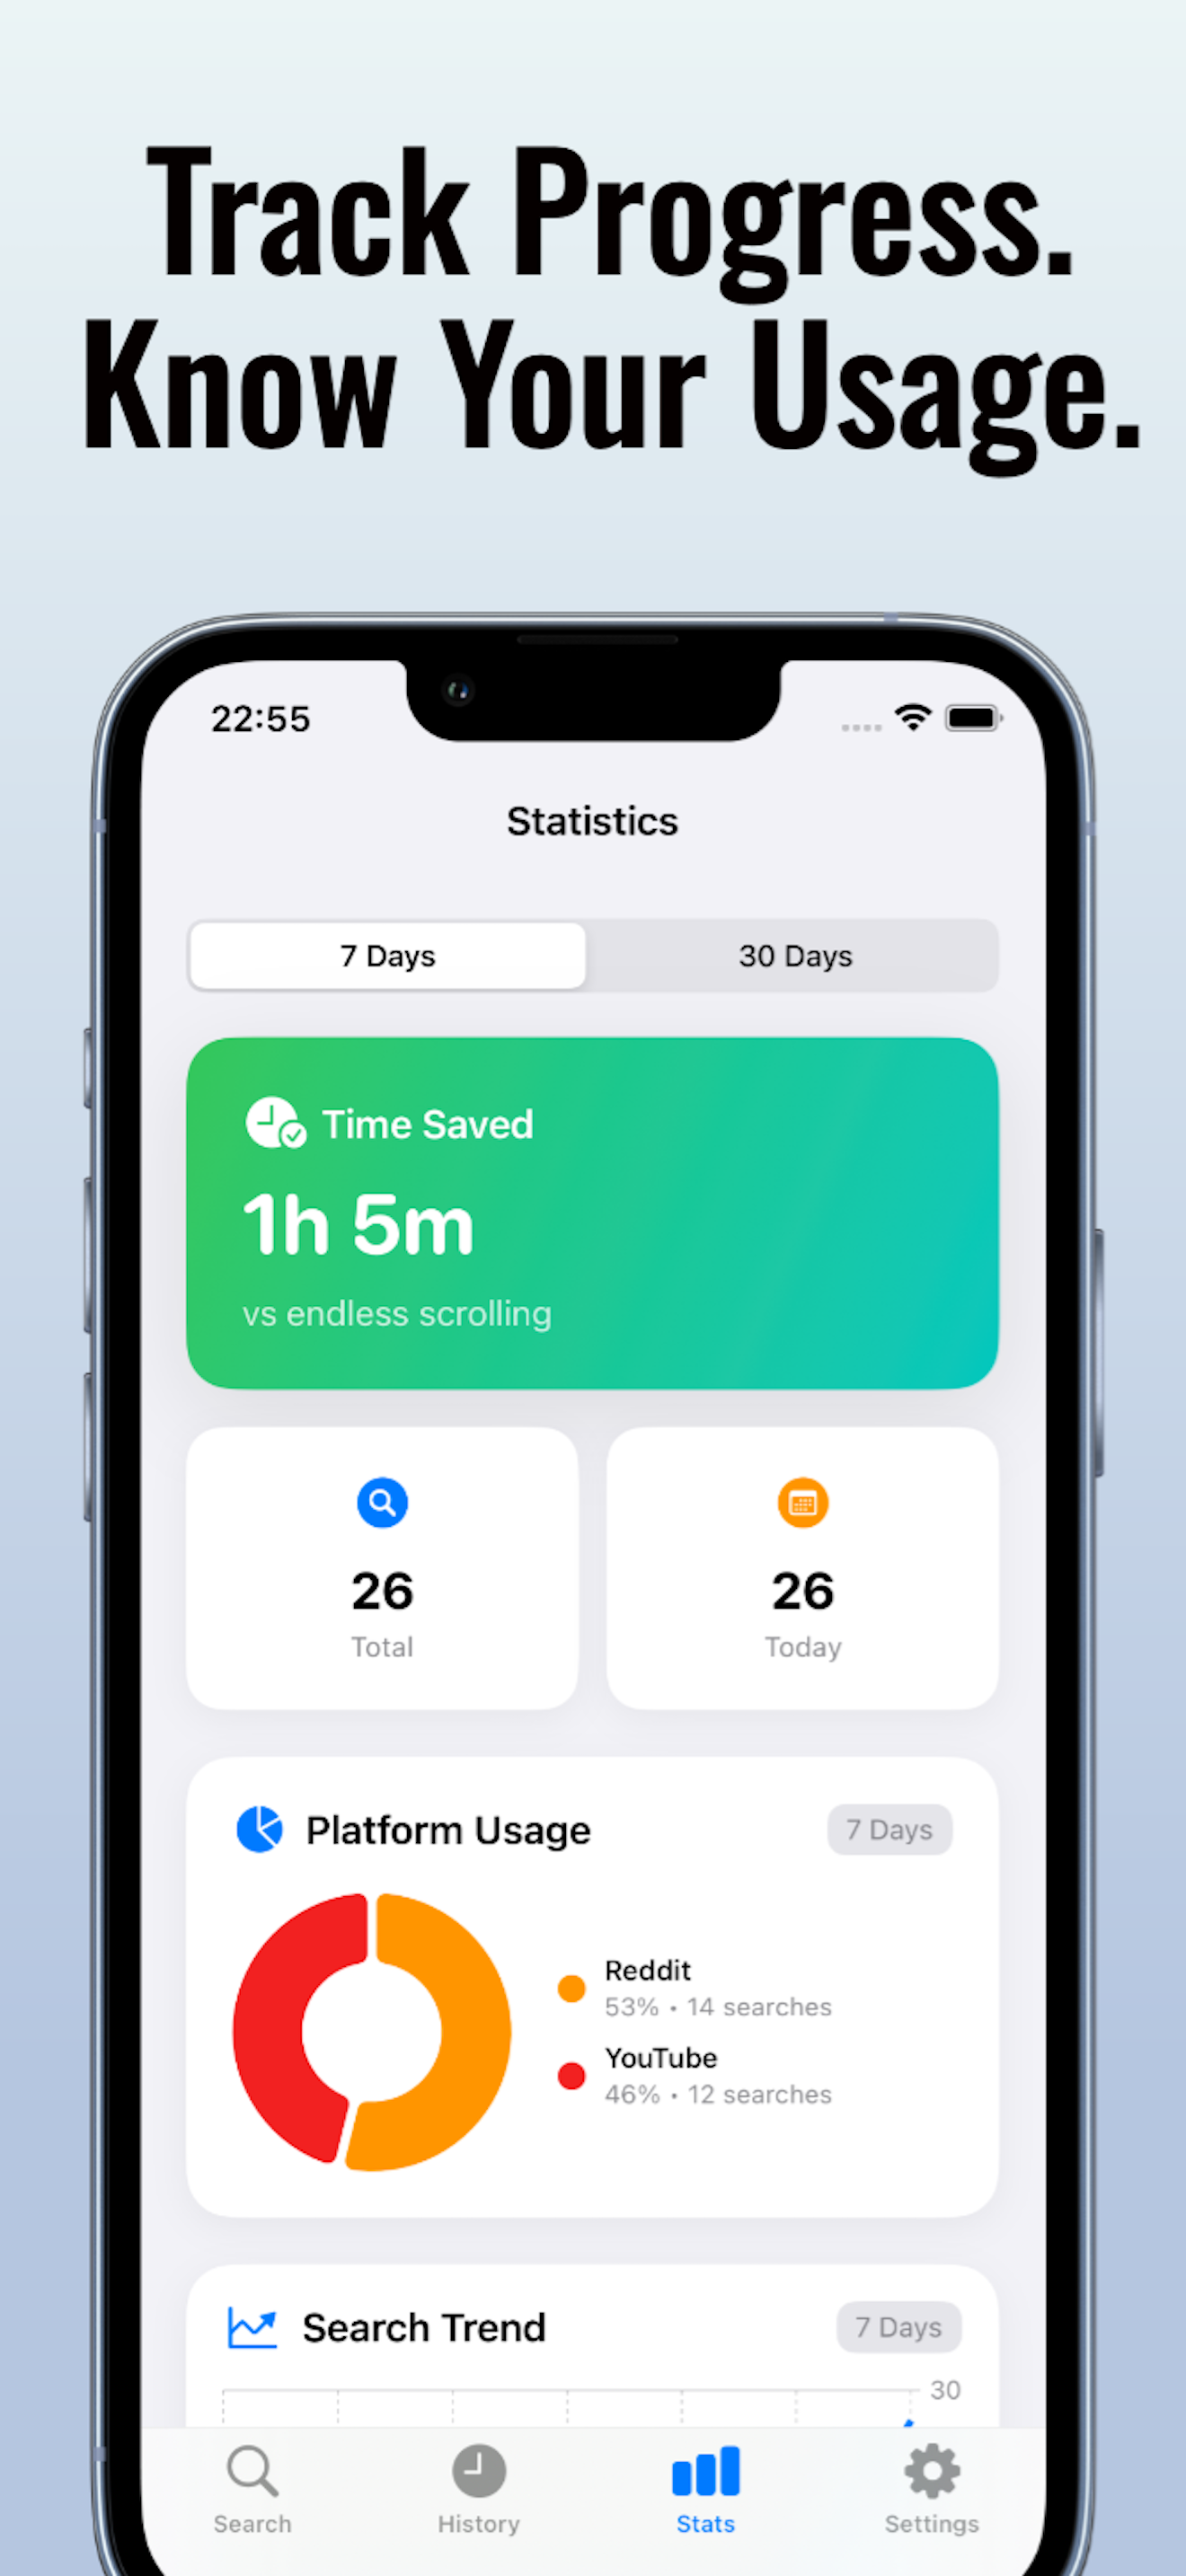 Track Progress.
Know Your Usage.
22:55
Statistics
7 Days
30 Days
Time Saved
1h 5m
vs endless scrolling
26
Total
26
Today
Platform Usage
7 Days
Reddit
53% • 14 searches
YouTube
46% • 12 searches
Search Trend
7 Days
30
Search
History
Stats
Settings